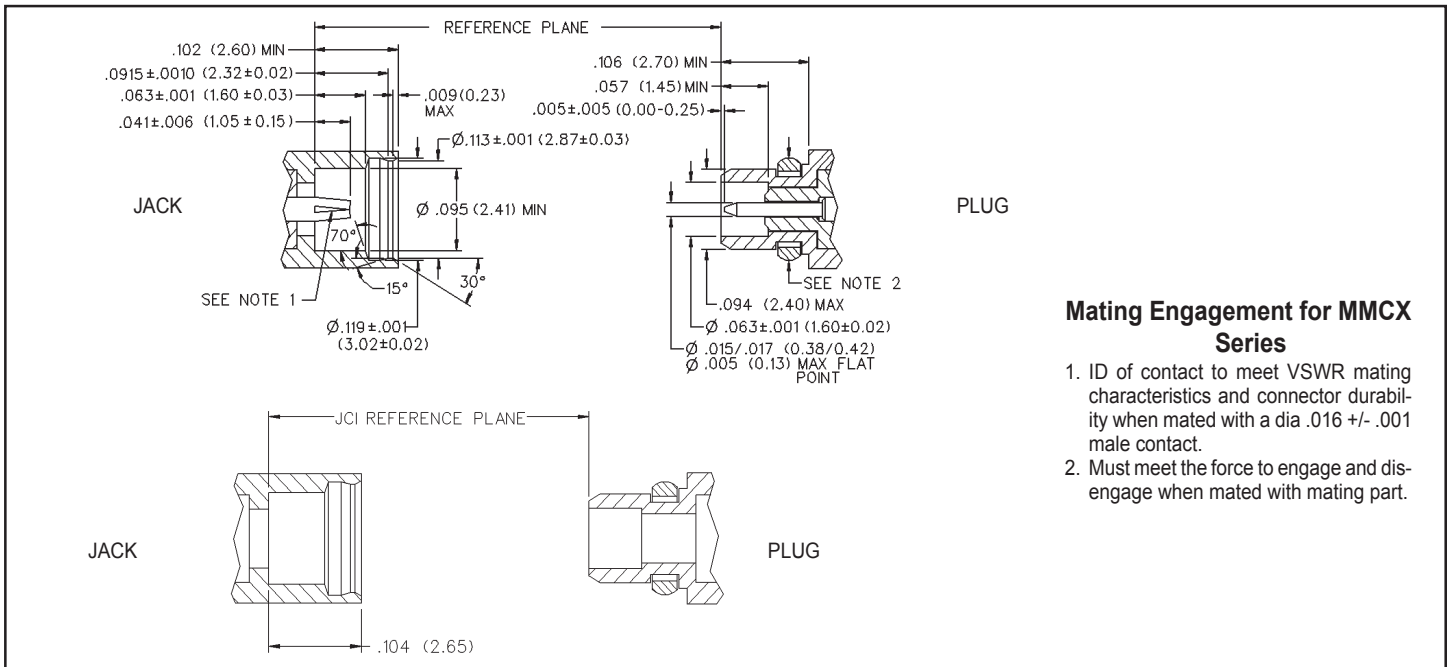 REFERENCE PLANE
.102 (2.60) MIN
.0915±.0010 (2.32±0.02)
.063±.001 (1.60±0.03)
.041±.006 (1.05±0.15)
.009(0.23)
MAX
Ø.113±.001 (2.87±0.03)
JACK
Ø .095 (2.41) MIN
70°
15°
30°
SEE NOTE 1
Ø.119±.001
(3.02±0.02)
.106 (2.70) MIN
.057 (1.45)MIN
.005±.005 (0.00-0.25)
PLUG
SEE NOTE 2
.094 (2.40) MAX
Ø .063±.001 (1.60±0.02)
Ø .015/.017 (0.38/0.42)
Ø .005 (0.13) MAX FLAT
POINT
Mating Engagement for MMCX
Series
1. ID of contact to meet VSWR mating
characteristics and connector durabil-
ity when mated with a dia .016 +/- .001
male contact.
2. Must meet the force to engage and dis-
engage when mated with mating part.
JCI REFERENCE PLANE
JACK
PLUG
.104 (2.65)